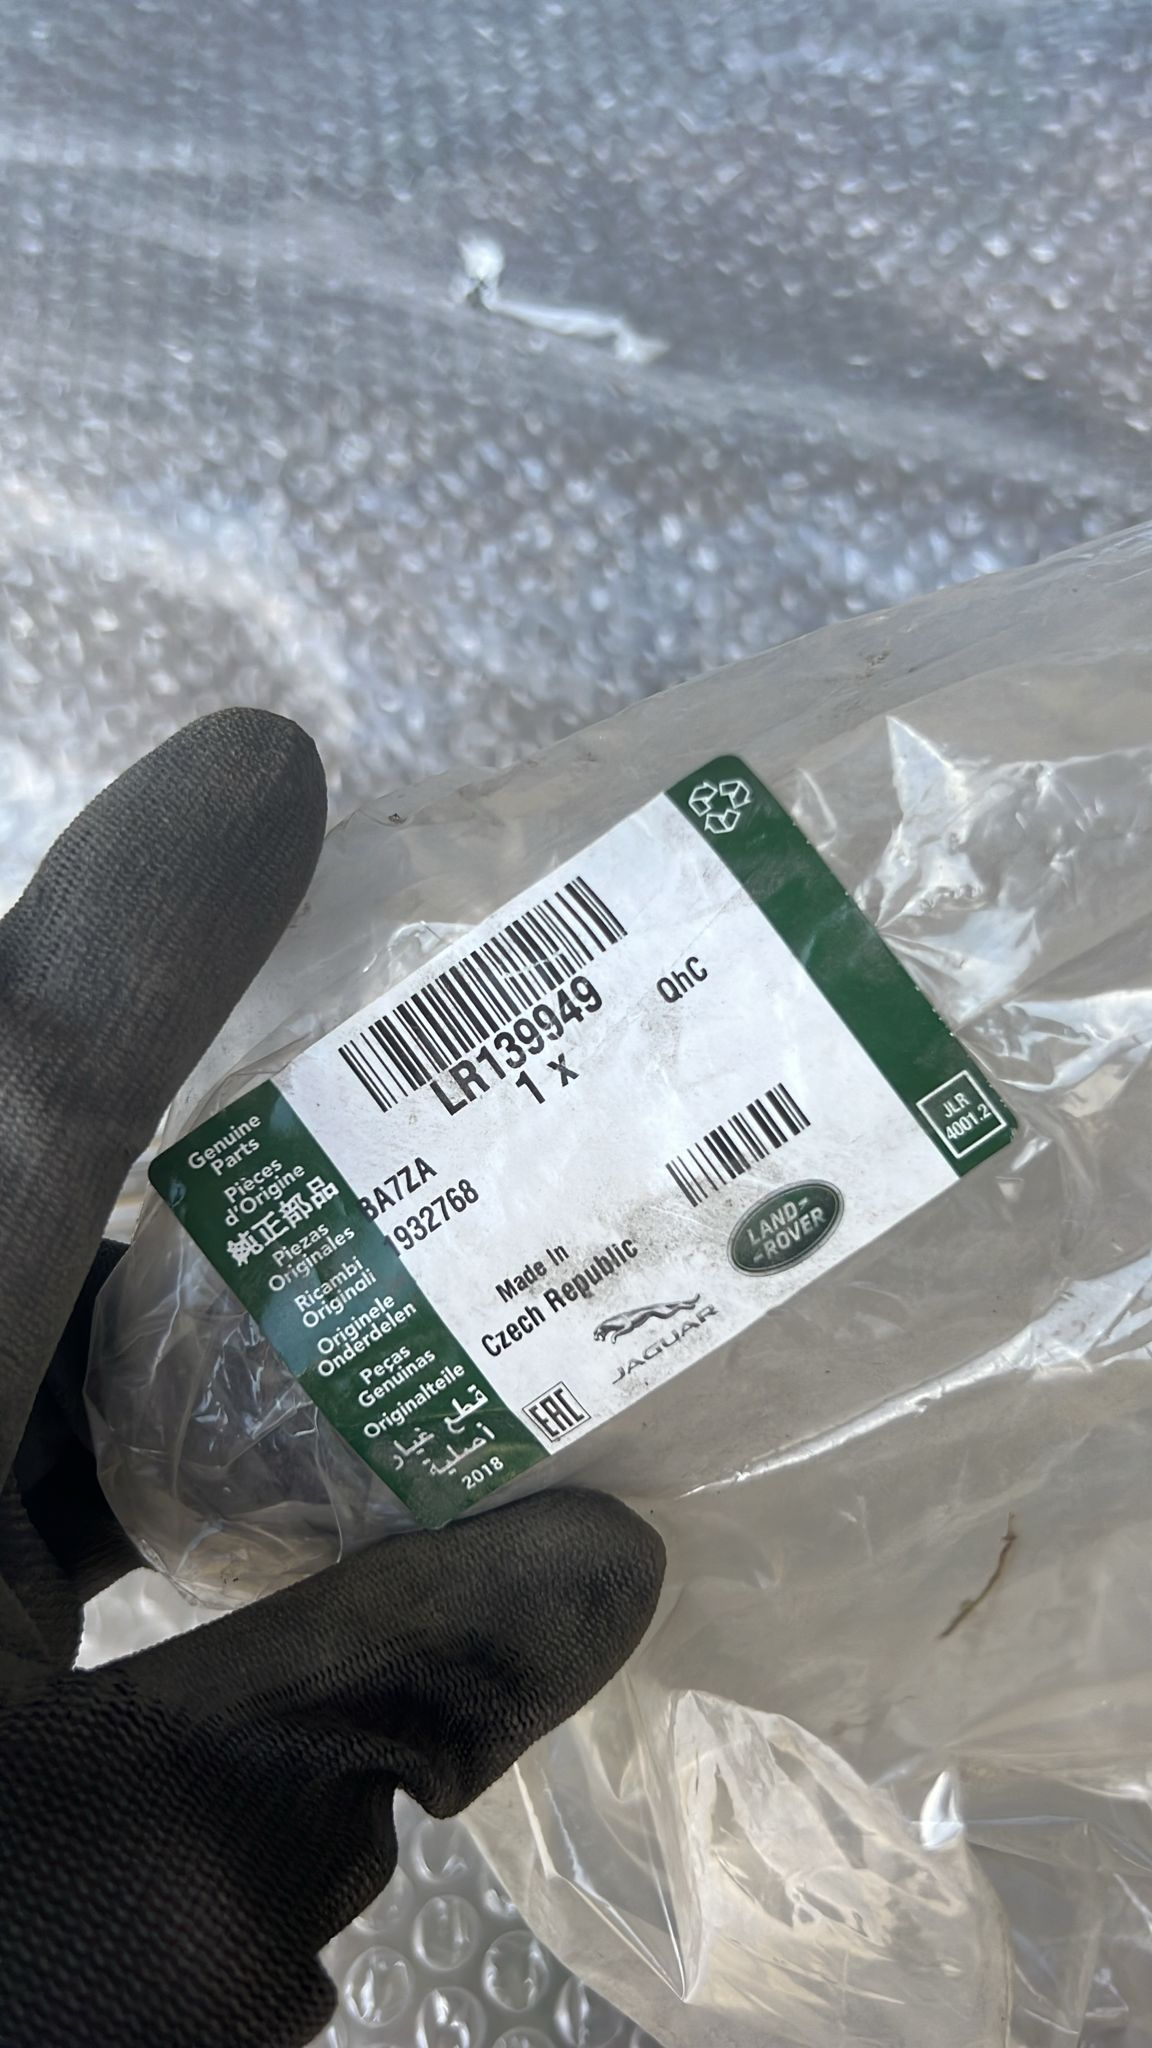 LR139949
1 x
QhC
BA7ZA
1932768
Made In
Czech Republic
LAND-
-ROVER
JAGUAR
EAC
JLR
4001.2
Genuine
Parts
Pièces
d'Origine
純正部品
Piezas
Originales
Ricambi
Originali
Originele
Onderdelen
Peças
Genuinas
Originalteile
قطع غيار
أصلية
2018